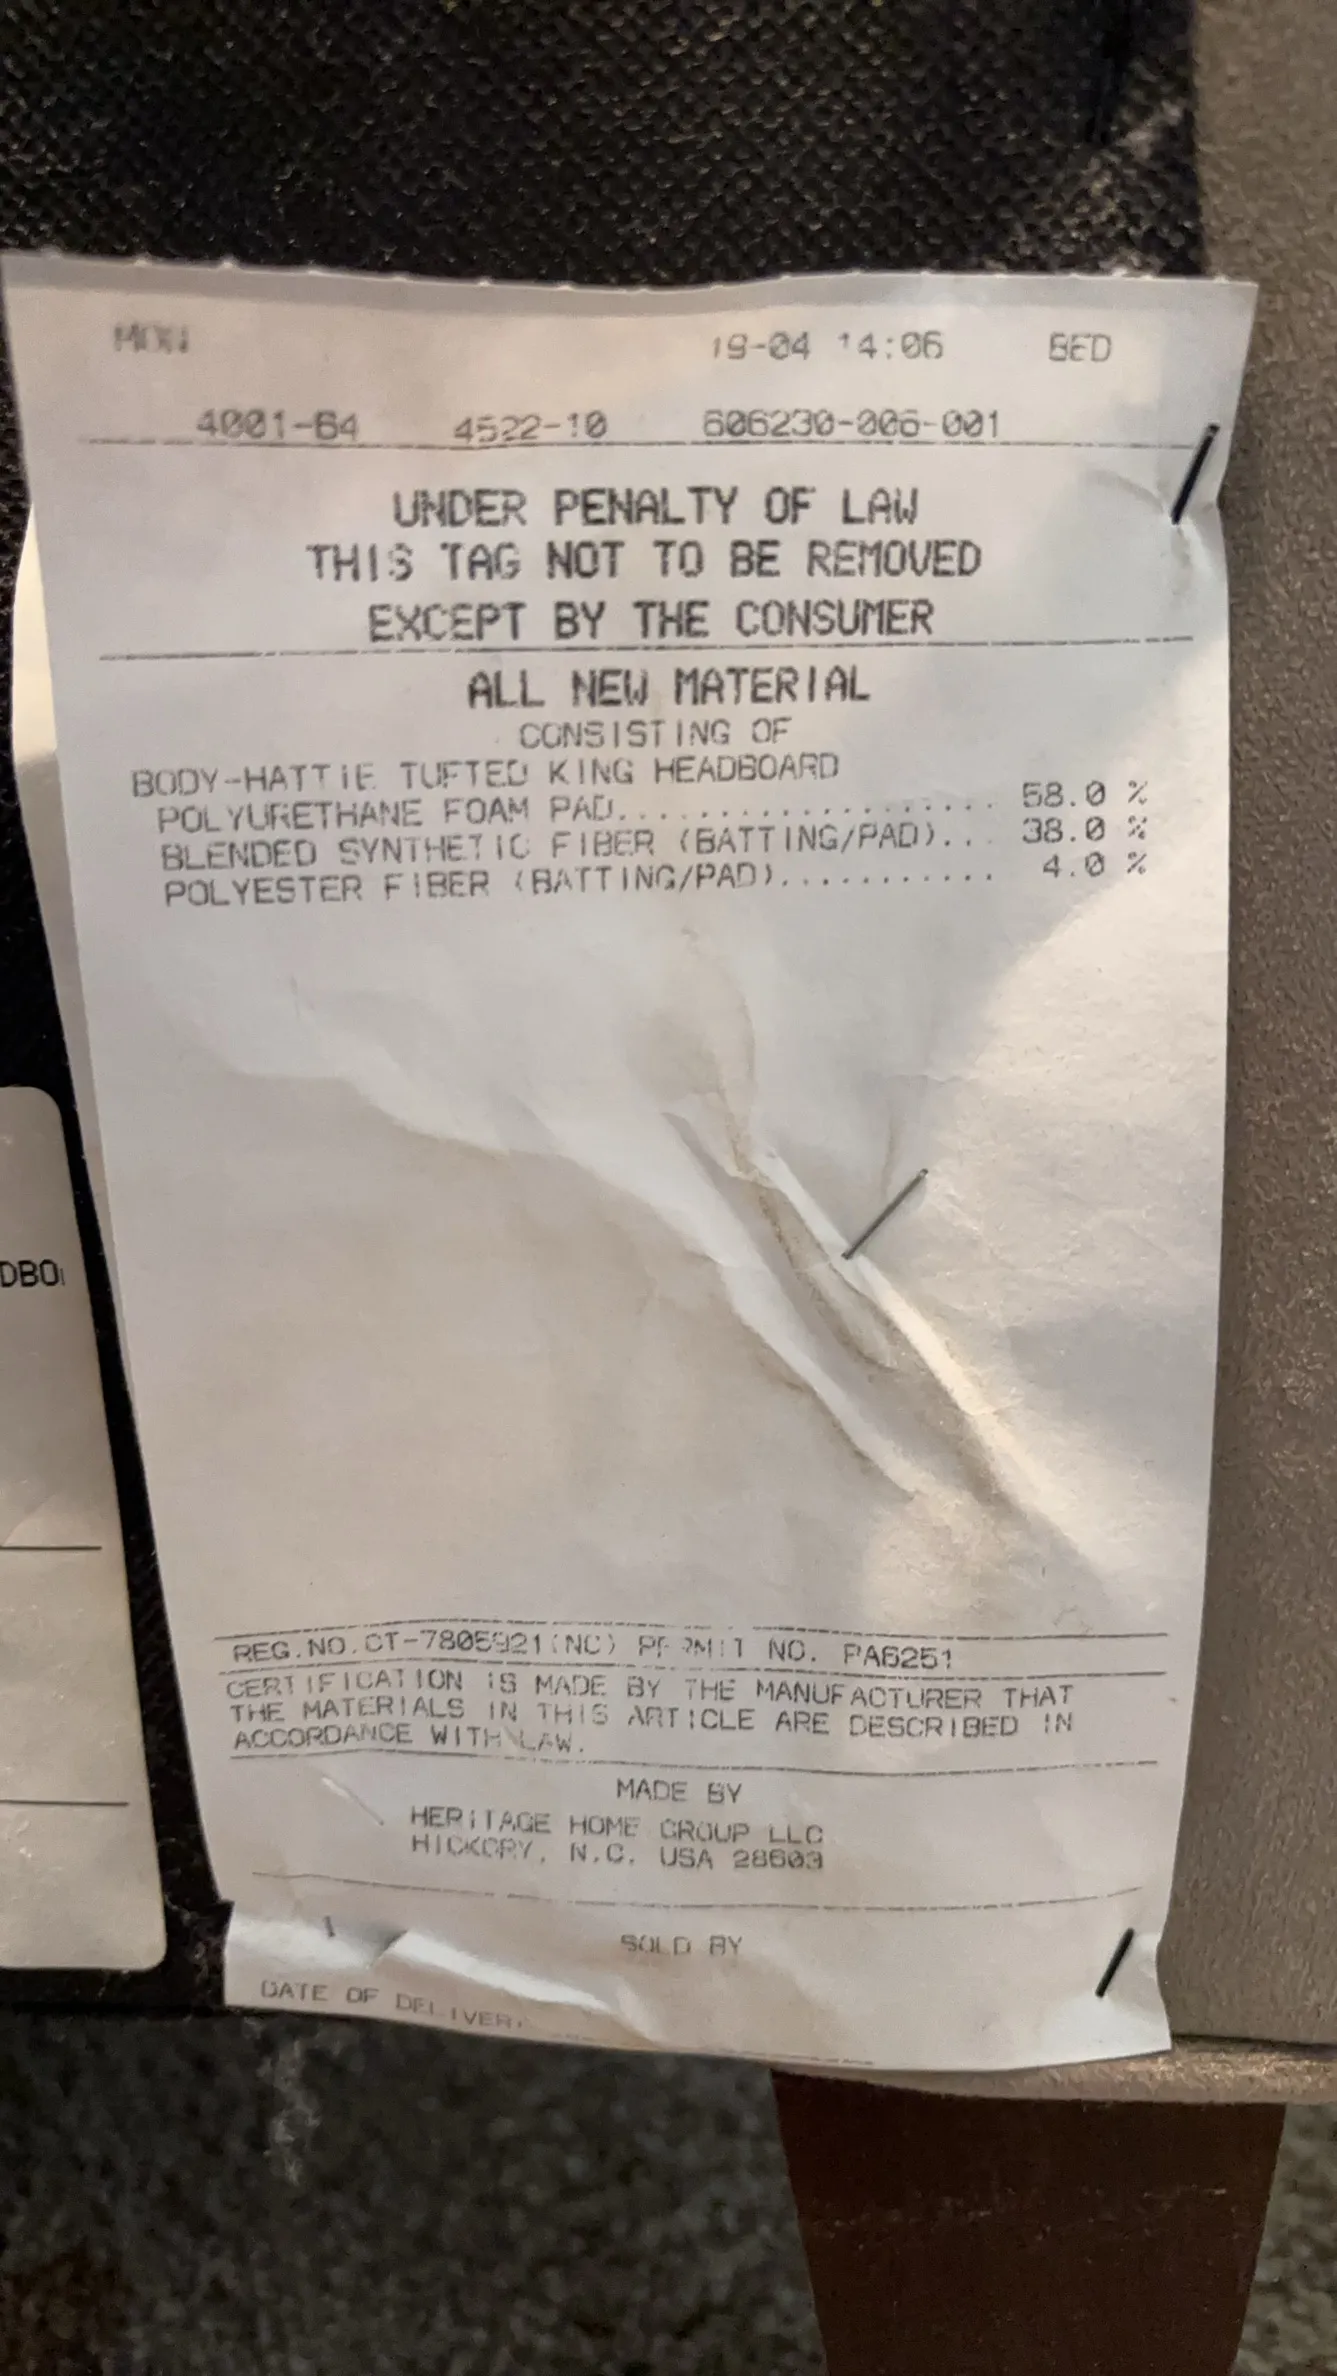 MON 19-04 14:06 BED
4001-64 4522-10 606230-006-001
UNDER PENALTY OF LAW
THIS TAG NOT TO BE REMOVED
EXCEPT BY THE CONSUMER
ALL NEW MATERIAL
CONSISTING OF
BODY-HATTIE TUFTED KING HEADBOARD
POLYURETHANE FOAM PAD................. 58.0 %
BLENDED SYNTHETIC FIBER (BATTING/PAD)... 38.0 %
POLYESTER FIBER (BATTING/PAD)............ 4.0 %
DBO
REG.NO.CT-7805921(NC) PERMIT NO. PA6251
CERTIFICATION IS MADE BY THE MANUFACTURER THAT
THE MATERIALS IN THIS ARTICLE ARE DESCRIBED IN
ACCORDANCE WITH LAW.
MADE BY
HERITAGE HOME GROUP LLC
HICKORY, N.C. USA 28603
SOLD BY
DATE OF DELIVERY